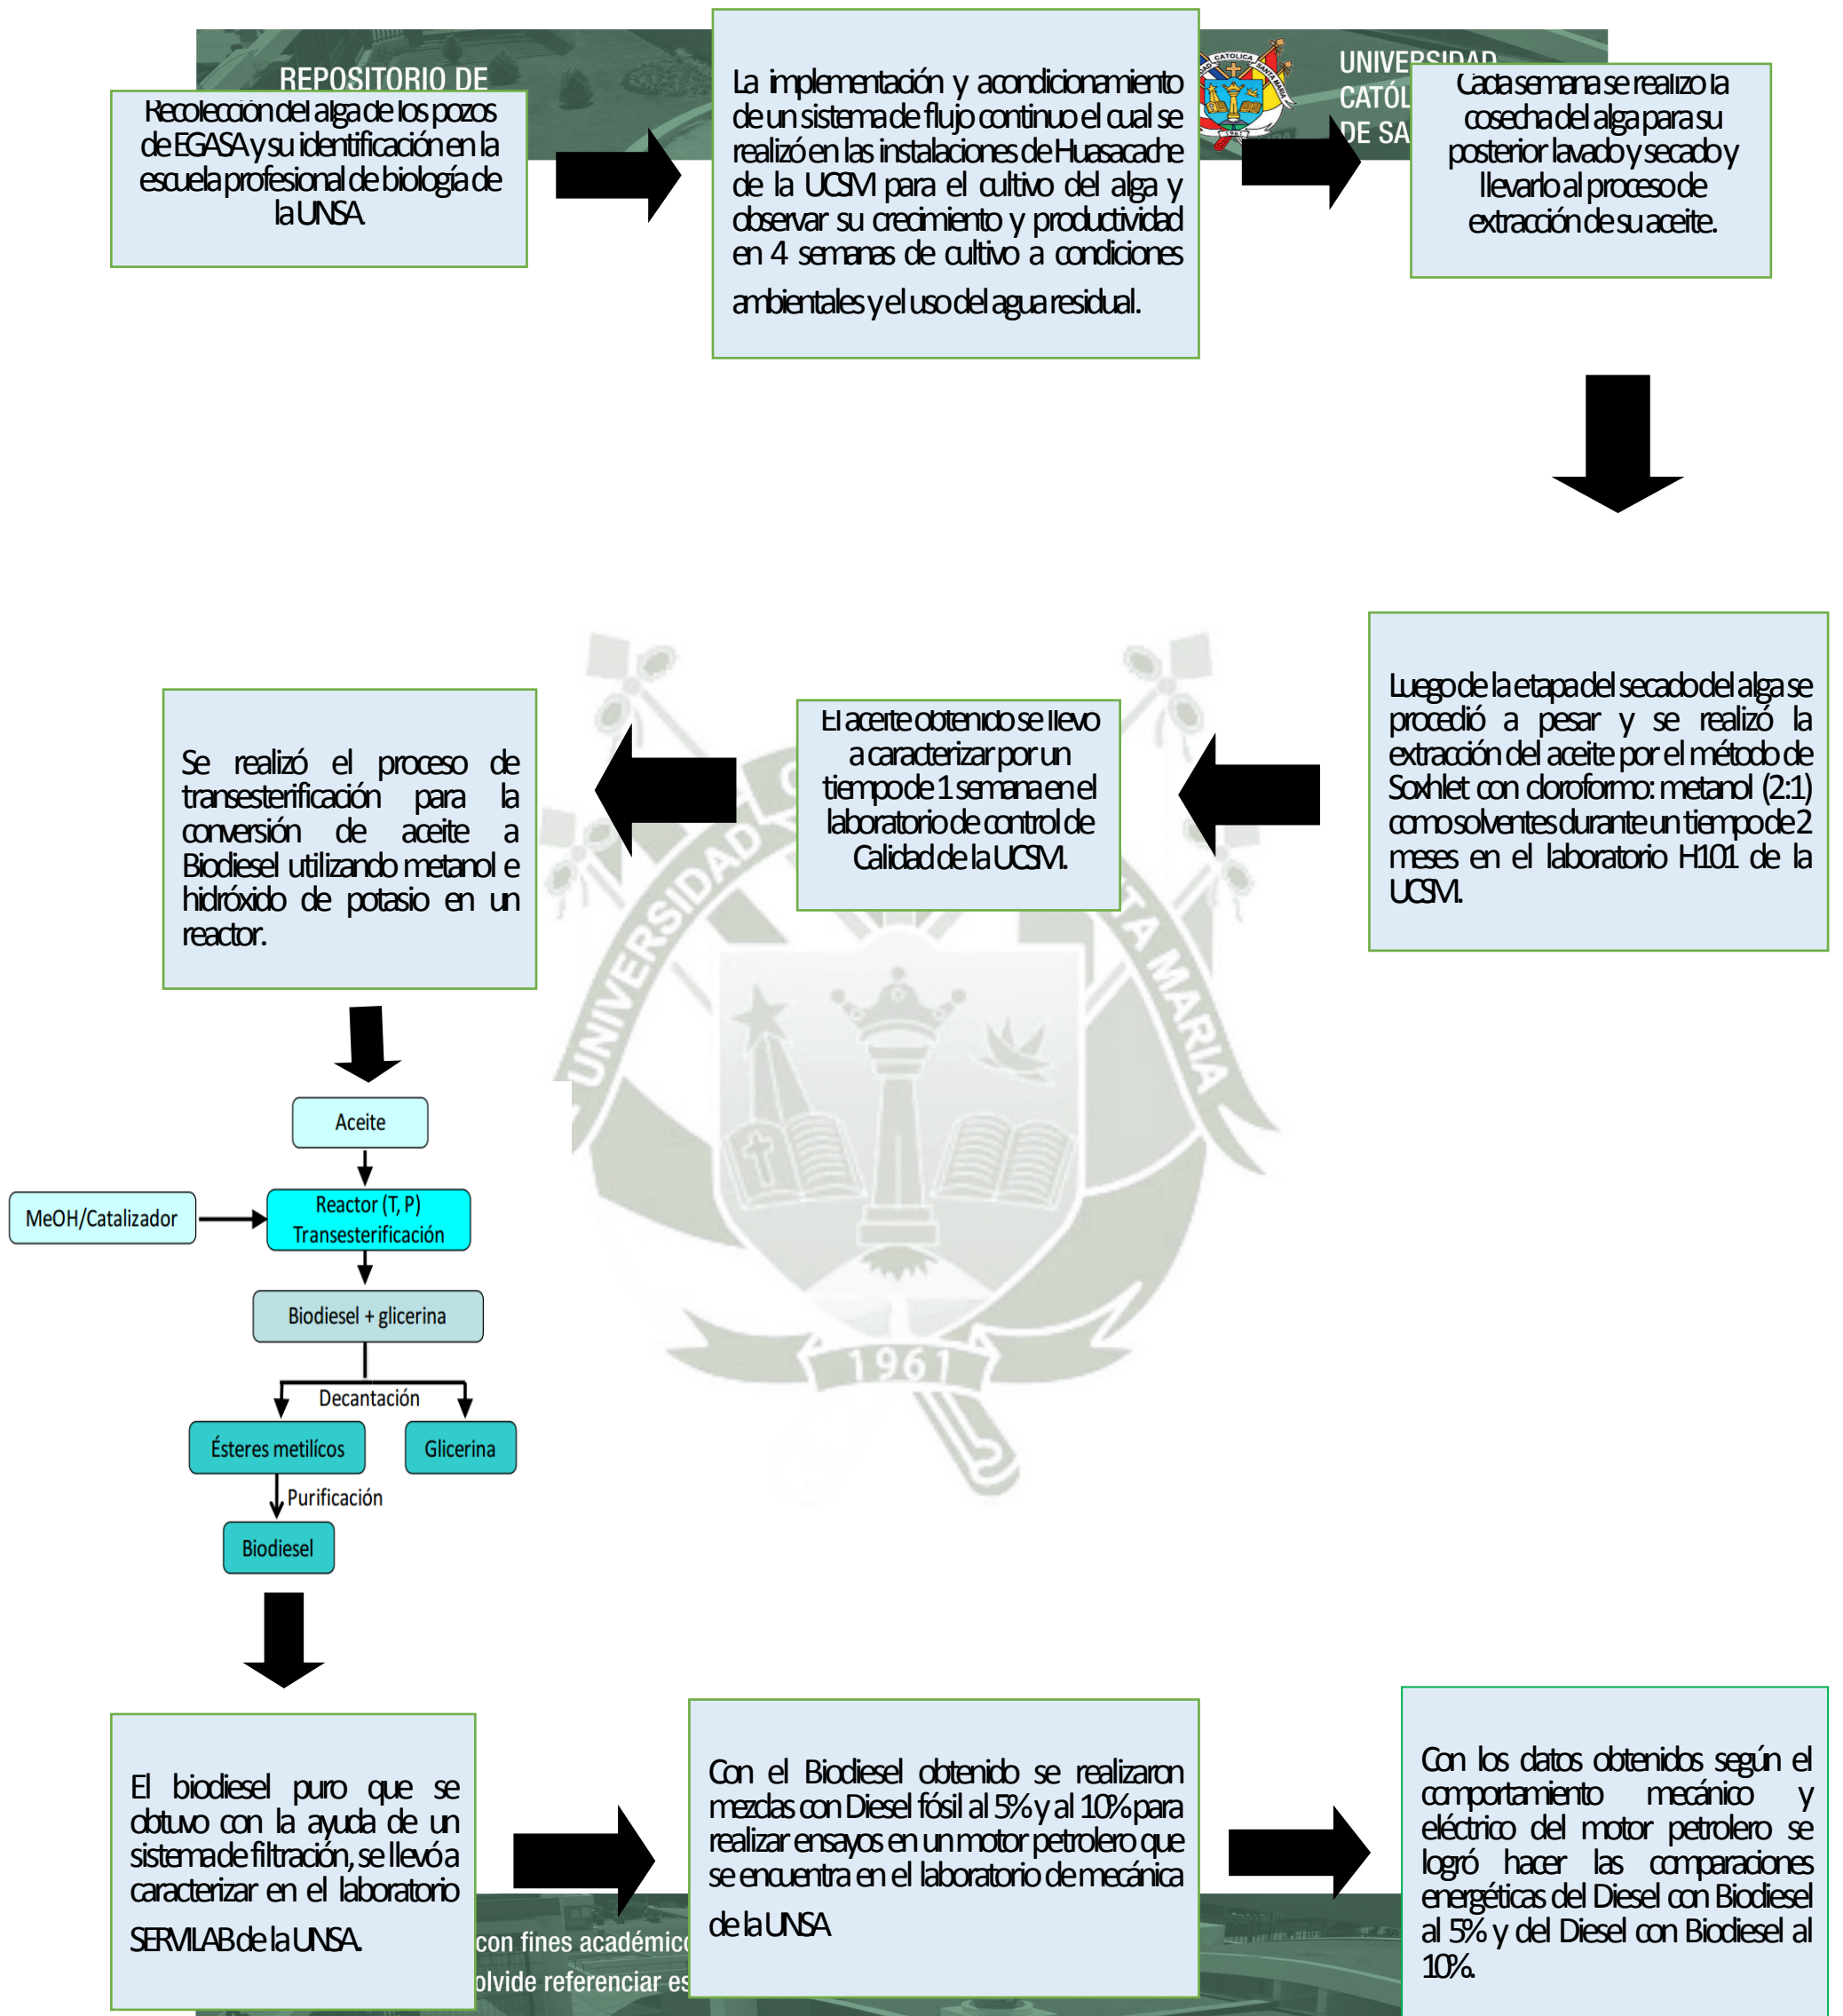 REPOSITORIO DE
Recolección del alga de los pozos
de EGASA y su identificación en la
escuela profesional de biología de
la UNSA.
La implementación y acondicionamiento
de un sistema de flujo continuo el cual se
realizó en las instalaciones de Huasacache
de la UCSM para el cultivo del alga y
observar su crecimiento y productividad
en 4 semanas de cultivo a condiciones
ambientales y el uso del agua residual.
UNIVERSIDAD
CATÓL
DE SA
Cada semana se realizo la
cosecha del alga para su
posterior lavado y secado y
llevarlo al proceso de
extracción de su aceite.
Luego de la etapa del secado del alga se
procedió a pesar y se realizó la
extracción del aceite por el método de
Soxhlet con cloroformo: metanol (2:1)
como solventes durante un tiempo de 2
meses en el laboratorio H101 de la
UCSM.
El aceite obtenido se llevó
a caracterizar por un
tiempo de 1 semana en el
laboratorio de control de
Calidad de la UCSM.
Se realizó el proceso de
transesterificación para la
conversión de aceite a
Biodiesel utilizando metanol e
hidróxido de potasio en un
reactor.
Aceite
MeOH/Catalizador
Reactor (T, P)
Transesterificación
Biodiesel + glicerina
Decantación
Ésteres metilícos
Glicerina
Purificación
Biodiesel
UNIVERSIDAD
TA MARIA
1961
El biodiesel puro que se
obtuvo con la ayuda de un
sistema de filtración, se llevó a
caracterizar en el laboratorio
SERVILAB de la UNSA.
Con el Biodiesel obtenido se realizaron
mezclas con Diesel fósil al 5% y al 10% para
realizar ensayos en un motor petrolero que
se encuentra en el laboratorio de mecánica
de la UNSA
Con los datos obtenidos según el
comportamiento mecánico y
eléctrico del motor petrolero se
logró hacer las comparaciones
energéticas del Diesel con Biodiesel
al 5% y del Diesel con Biodiesel al
10%.
con fines académic
olvide referenciar es